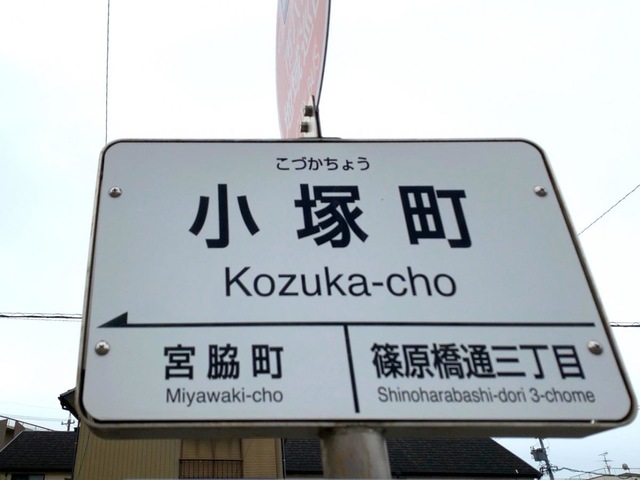 こづかちょう
小塚町
Kozuka-cho
宮脇町
Miyawaki-cho
篠原橋通三丁目
Shinoharabashi-dori 3-chome